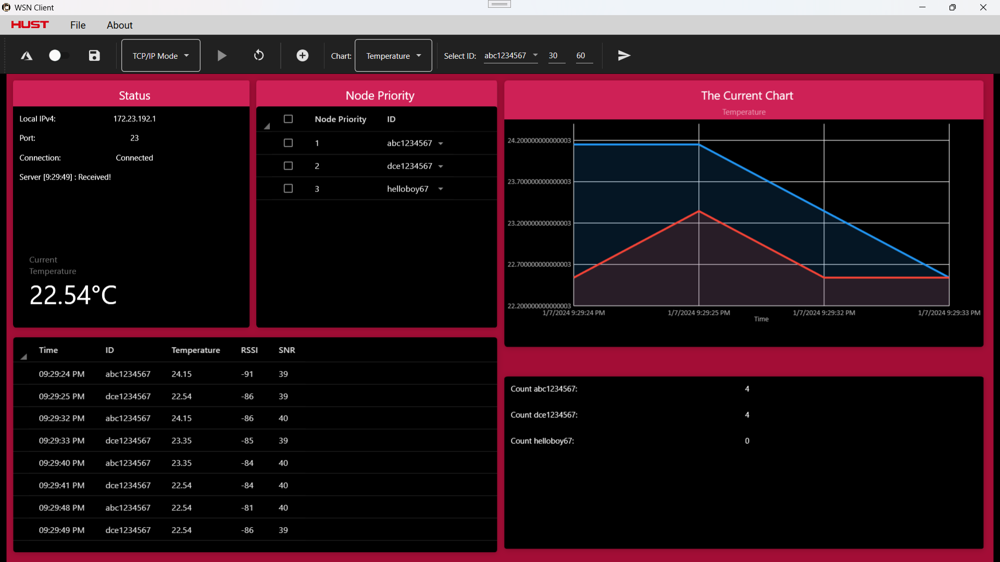 WSN Client
HUST File About
TCP/IP Mode Chart: Temperature Select ID: abc1234567 30 60
Status
Local IPv4: 172.23.192.1
Port: 23
Connection: Connected
Server [9:29:49] : Received!
Current
Temperature
22.54°C
Node Priority
Node Priority ID
1 abc1234567
2 dce1234567
3 helloboy67
The Current Chart
Temperature
24.200000000000003
23.700000000000003
23.200000000000003
22.700000000000003
22.200000000000003
1/7/2024 9:29:24 PM 1/7/2024 9:29:25 PM 1/7/2024 9:29:32 PM 1/7/2024 9:29:33 PM
Time
Time ID Temperature RSSI SNR
09:29:24 PM abc1234567 24.15 -91 39
09:29:25 PM dce1234567 22.54 -86 39
09:29:32 PM abc1234567 24.15 -86 40
09:29:33 PM dce1234567 23.35 -85 39
09:29:40 PM abc1234567 23.35 -84 40
09:29:41 PM dce1234567 22.54 -84 40
09:29:48 PM abc1234567 22.54 -81 40
09:29:49 PM dce1234567 22.54 -86 39
Count abc1234567: 4
Count dce1234567: 4
Count helloboy67: 0